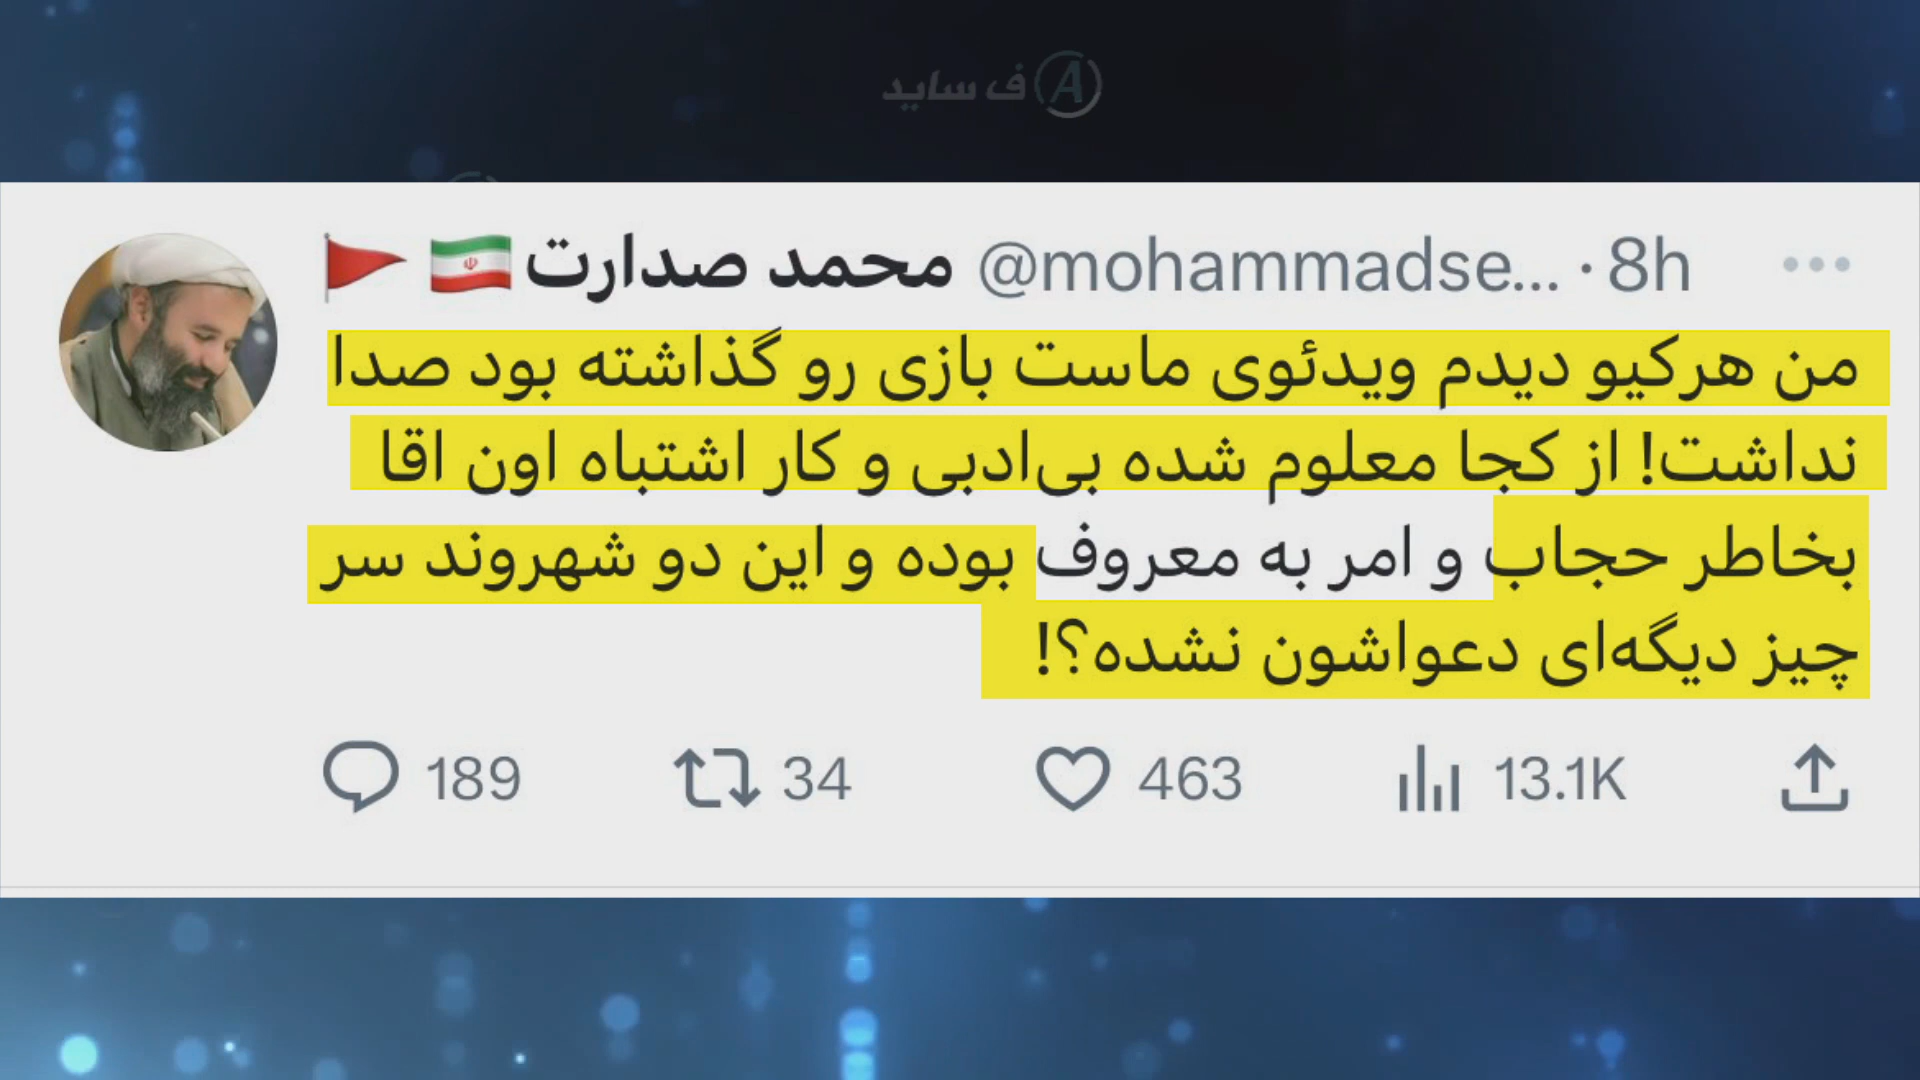 Aف ساید
محمد صدارت @mohammadse... · 8h
من هرکیو دیدم ویدئوی ماست بازی رو گذاشته بود صدا
نداشت! از کجا معلوم شده بی‌ادبی و کار اشتباه اون اقا
بخاطر حجاب و امر به معروف بوده و این دو شهروند سر
چیز دیگه‌ای دعواشون نشده؟!
189 34 463 13.1K